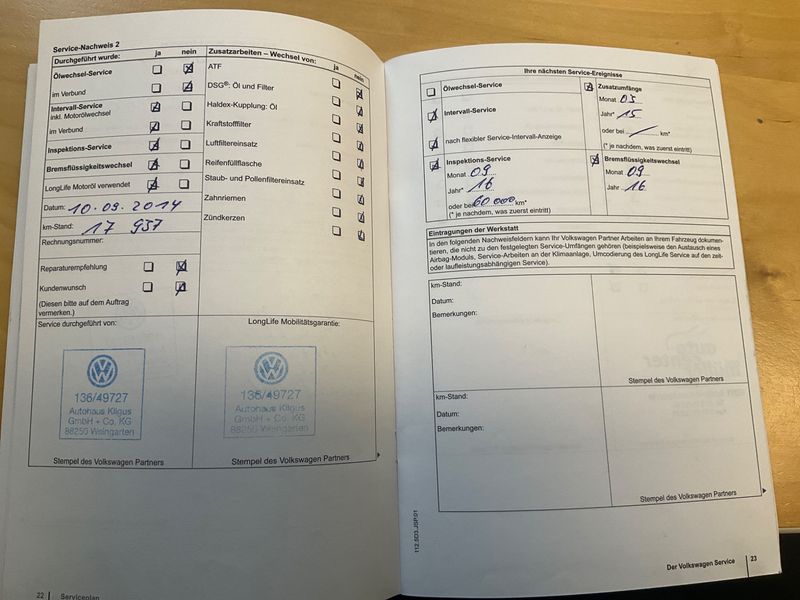 Service-Nachweis 2
Durchgeführt wurde: ja nein
Ölwechsel-Service
im Verbund
Intervall-Service
inkl. Motorölwechsel
im Verbund
Inspektions-Service
Bremsflüssigkeitswechsel
LongLife Motoröl verwendet
Datum: 10.09.2014
km-Stand: 17 937
Rechnungsnummer:
Reparaturempfehlung
Kundenwunsch
(Diesen bitte auf dem Auftrag
vermerken.)
Zusatzarbeiten – Wechsel von: ja nein
ATF
DSG®: Öl und Filter
Haldex-Kupplung: Öl
Kraftstofffilter
Luftfiltereinsatz
Reifenfüllflasche
Staub- und Pollenfiltereinsatz
Zahnriemen
Zündkerzen
Service durchgeführt von:
136/49727
Autohaus Kligus
GmbH + Co. KG
88250 Weingarten
Stempel des Volkswagen Partners
LongLife Mobilitätsgarantie:
136/49727
Autohaus Kligus
GmbH + Co. KG
88250 Weingarten
Stempel des Volkswagen Partners
22 | Serviceplan
Ihre nächsten Service-Ereignisse
Ölwechsel-Service
Intervall-Service
nach flexibler Service-Intervall-Anzeige
Zusatzumfänge
Monat 03
Jahr* 15
oder bei km*
(* je nachdem, was zuerst eintritt)
Inspektions-Service
Monat 09
Jahr* 16
oder bei 60 000 km*
(* je nachdem, was zuerst eintritt)
Bremsflüssigkeitswechsel
Monat 09
Jahr 16
Eintragungen der Werkstatt
In den folgenden Nachweisfeldern kann Ihr Volkswagen Partner Arbeiten an Ihrem Fahrzeug dokumen-
tieren, die nicht zu den festgelegten Service-Umfängen gehören (beispielsweise den Austausch eines
Airbag-Moduls, Service-Arbeiten an der Klimaanlage, Umcodierung des LongLife Service auf den zeit-
oder laufleistungsabhängigen Service).
km-Stand:
Datum:
Bemerkungen:
Stempel des Volkswagen Partners
km-Stand:
Datum:
Bemerkungen:
Stempel des Volkswagen Partners
112.5D3.JSP.01
Der Volkswagen Service | 23